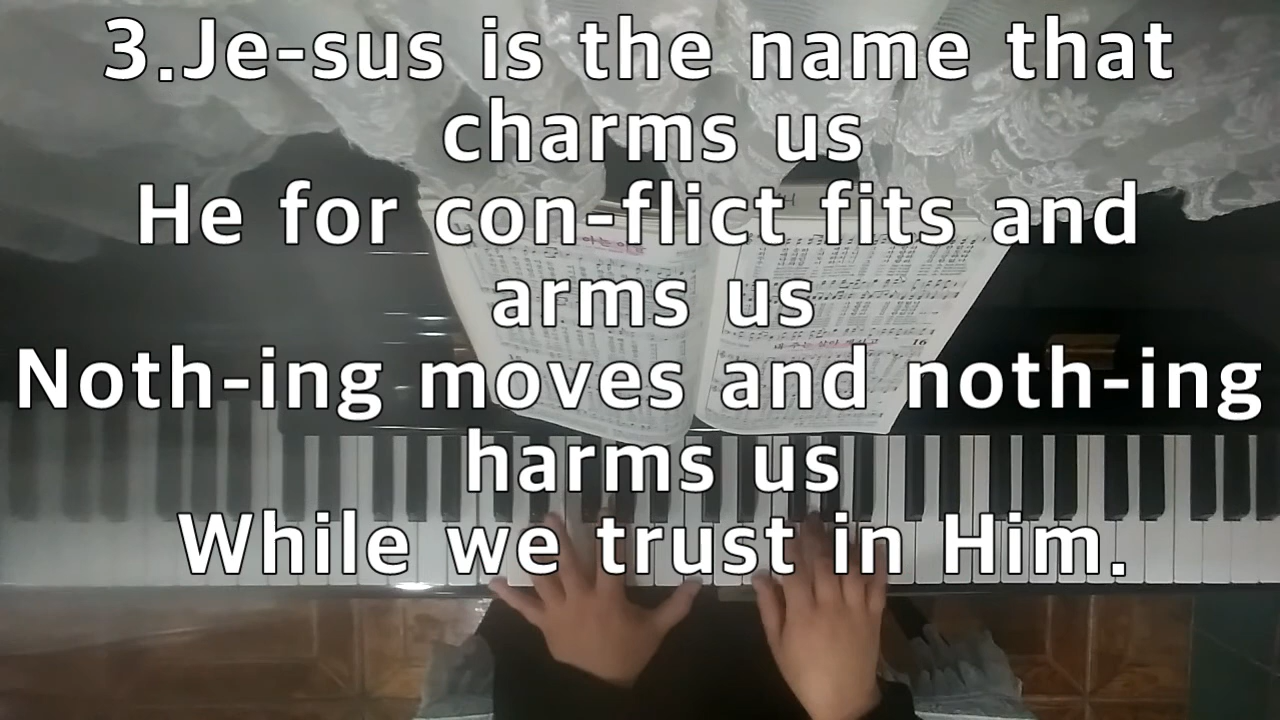 3.Je-sus is the name that
charms us
He for con-flict fits and
arms us
Noth-ing moves and noth-ing
harms us
While we trust in Him.
16